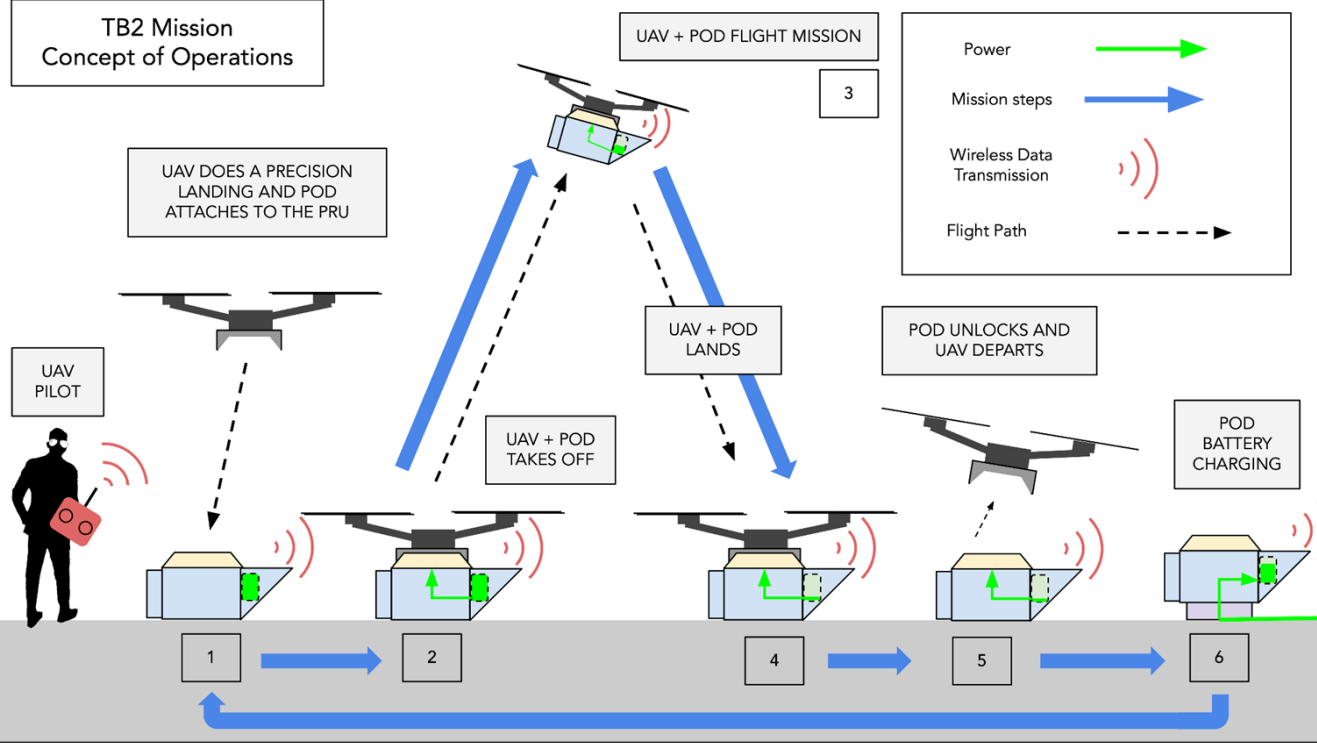 TB2 Mission
Concept of Operations
UAV + POD FLIGHT MISSION
3
Power
Mission steps
Wireless Data
Transmission
Flight Path
UAV DOES A PRECISION
LANDING AND POD
ATTACHES TO THE PRU
UAV
PILOT
UAV + POD
TAKES OFF
UAV + POD
LANDS
POD UNLOCKS AND
UAV DEPARTS
POD
BATTERY
CHARGING
1
2
4
5
6